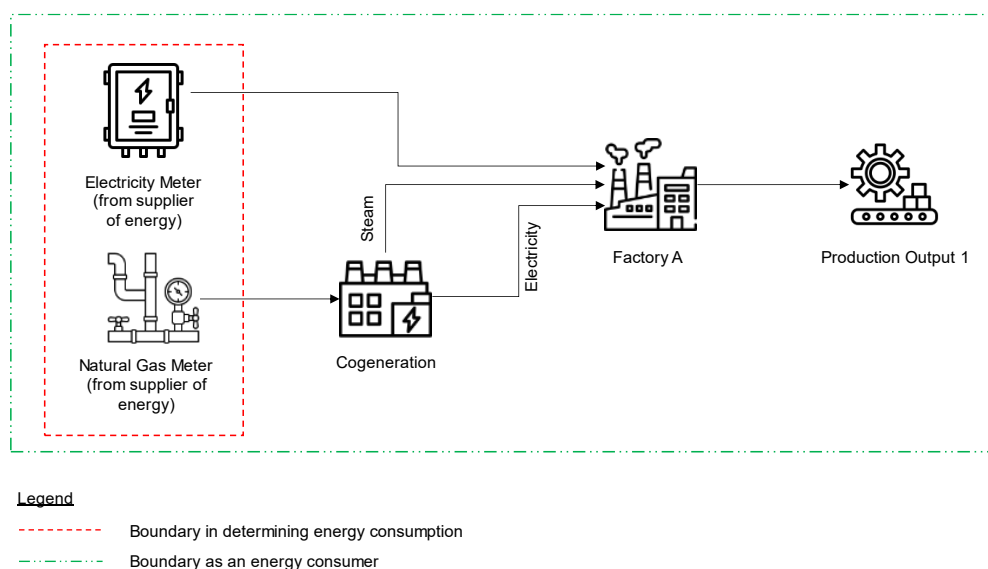 Electricity Meter
(from supplier
of energy)
Steam
Electricity
Factory A
Production Output 1
Natural Gas Meter
(from supplier of
energy)
Cogeneration
Legend
Boundary in determining energy consumption
Boundary as an energy consumer